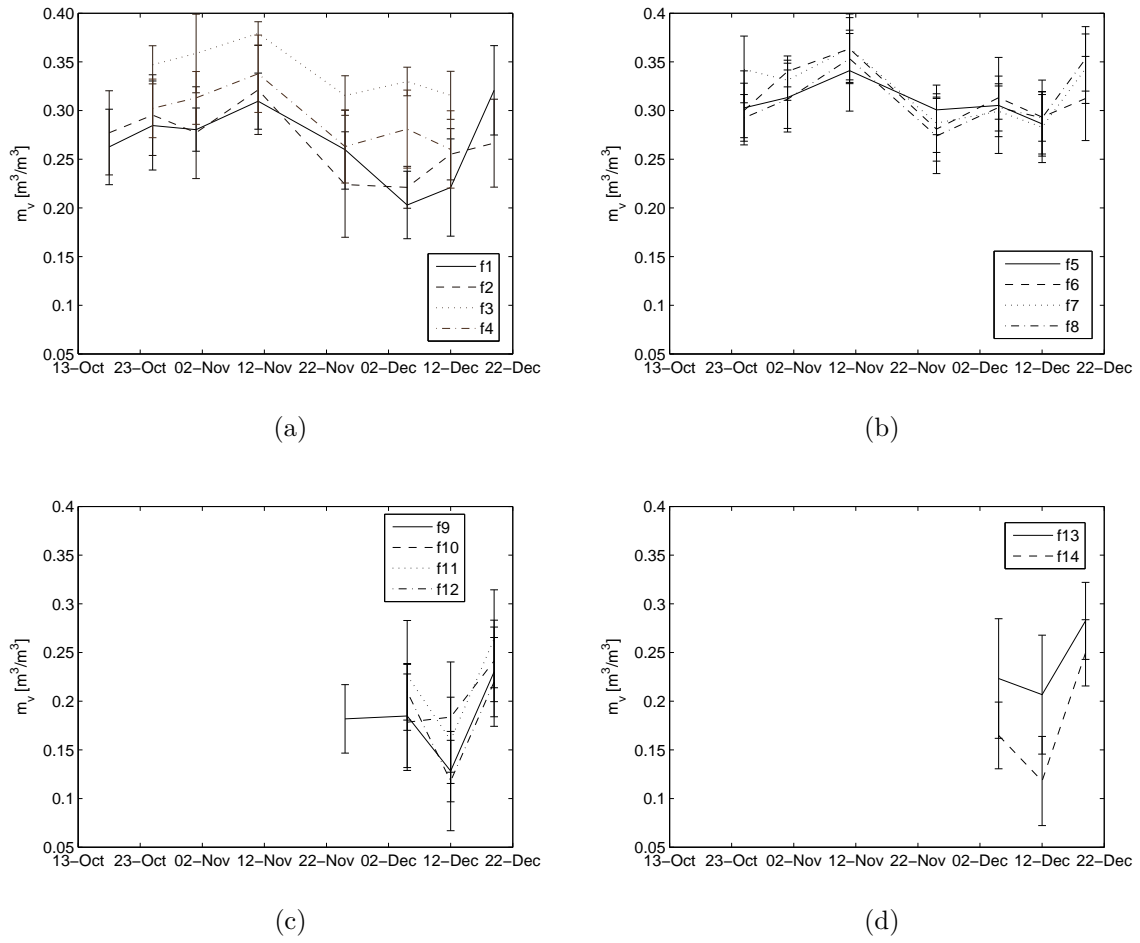 0.40
0.35
0.30
0.25
0.20
0.15
0.1
0.05
m_v [m^3/m^3]
f1
f2
f3
f4
13−Oct 23−Oct 02−Nov 12−Nov 22−Nov 02−Dec 12−Dec 22−Dec
(a)
0.4
0.35
0.3
0.25
0.2
0.15
0.1
0.05
m_v [m^3/m^3]
f5
f6
f7
f8
13−Oct 23−Oct 02−Nov 12−Nov 22−Nov 02−Dec 12−Dec 22−Dec
(b)
0.4
0.35
0.3
0.25
0.2
0.15
0.1
0.05
m_v [m^3/m^3]
f9
f10
f11
f12
13−Oct 23−Oct 02−Nov 12−Nov 22−Nov 02−Dec 12−Dec 22−Dec
(c)
0.4
0.35
0.3
0.25
0.2
0.15
0.1
0.05
m_v [m^3/m^3]
f13
f14
13−Oct 23−Oct 02−Nov 12−Nov 22−Nov 02−Dec 12−Dec 22−Dec
(d)